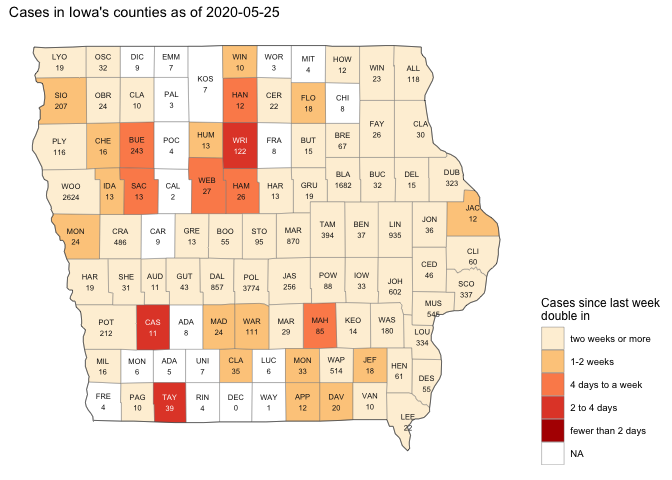 Cases in Iowa's counties as of 2020-05-25
LYO OSC DIC EMM KOS WIN WOR MIT HOW WIN ALL
19 32 9 7 7 10 3 4 12 23 118
SIO OBR CLA PAL HAN CER FLO CHI
207 24 10 3 12 22 18 8
PLY CHE BUE POC HUM WRI FRA BUT BRE FAY CLA
116 16 243 4 13 122 8 15 67 26 30
WOO IDA SAC CAL WEB HAM HAR GRU BLA BUC DEL DUB
2624 13 13 2 27 26 13 19 1682 32 15 323
MON CRA CAR GRE BOO STO MAR TAM BEN LIN JON JAC
24 486 9 13 55 95 870 394 37 935 36 12
HAR SHE AUD GUT DAL POL JAS POW IOW JOH CED CLI
19 31 11 43 857 3774 256 88 33 602 46 60
SCO
337
MUS
545
POT CAS ADA MAD WAR MAR MAH KEO WAS LOU
212 11 8 24 111 29 85 14 180 334
MIL MON ADA UNI CLA LUC MON WAP JEF HEN DES
16 6 5 7 35 6 33 514 18 61 55
FRE PAG TAY RIN DEC WAY APP DAV VAN LEE
4 10 39 4 0 1 12 20 10 22
Cases since last week
double in
two weeks or more
1-2 weeks
4 days to a week
2 to 4 days
fewer than 2 days
NA